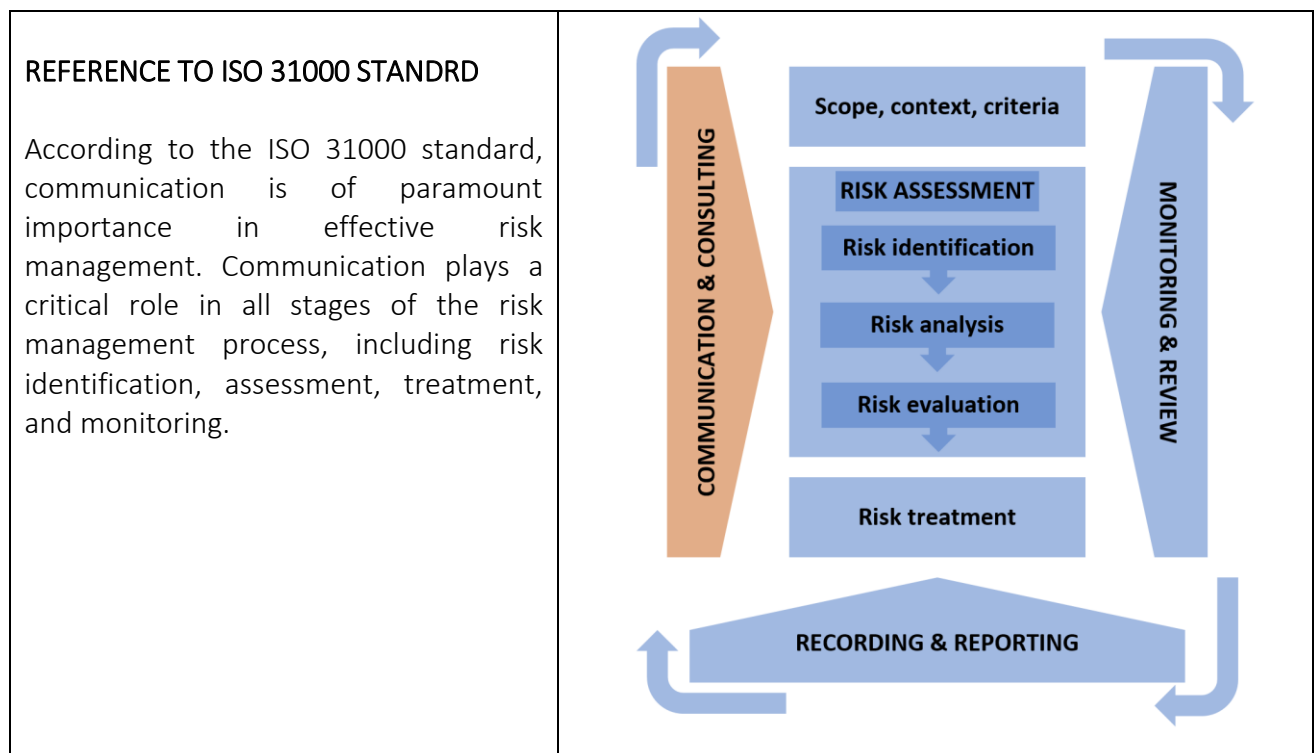 REFERENCE TO ISO 31000 STANDRD
According to the ISO 31000 standard,
communication is of paramount
importance in effective risk
management. Communication plays a
critical role in all stages of the risk
management process, including risk
identification, assessment, treatment,
and monitoring.
COMMUNICATION & CONSULTING
Scope, context, criteria
RISK ASSESSMENT
Risk identification
Risk analysis
Risk evaluation
Risk treatment
MONITORING & REVIEW
RECORDING & REPORTING